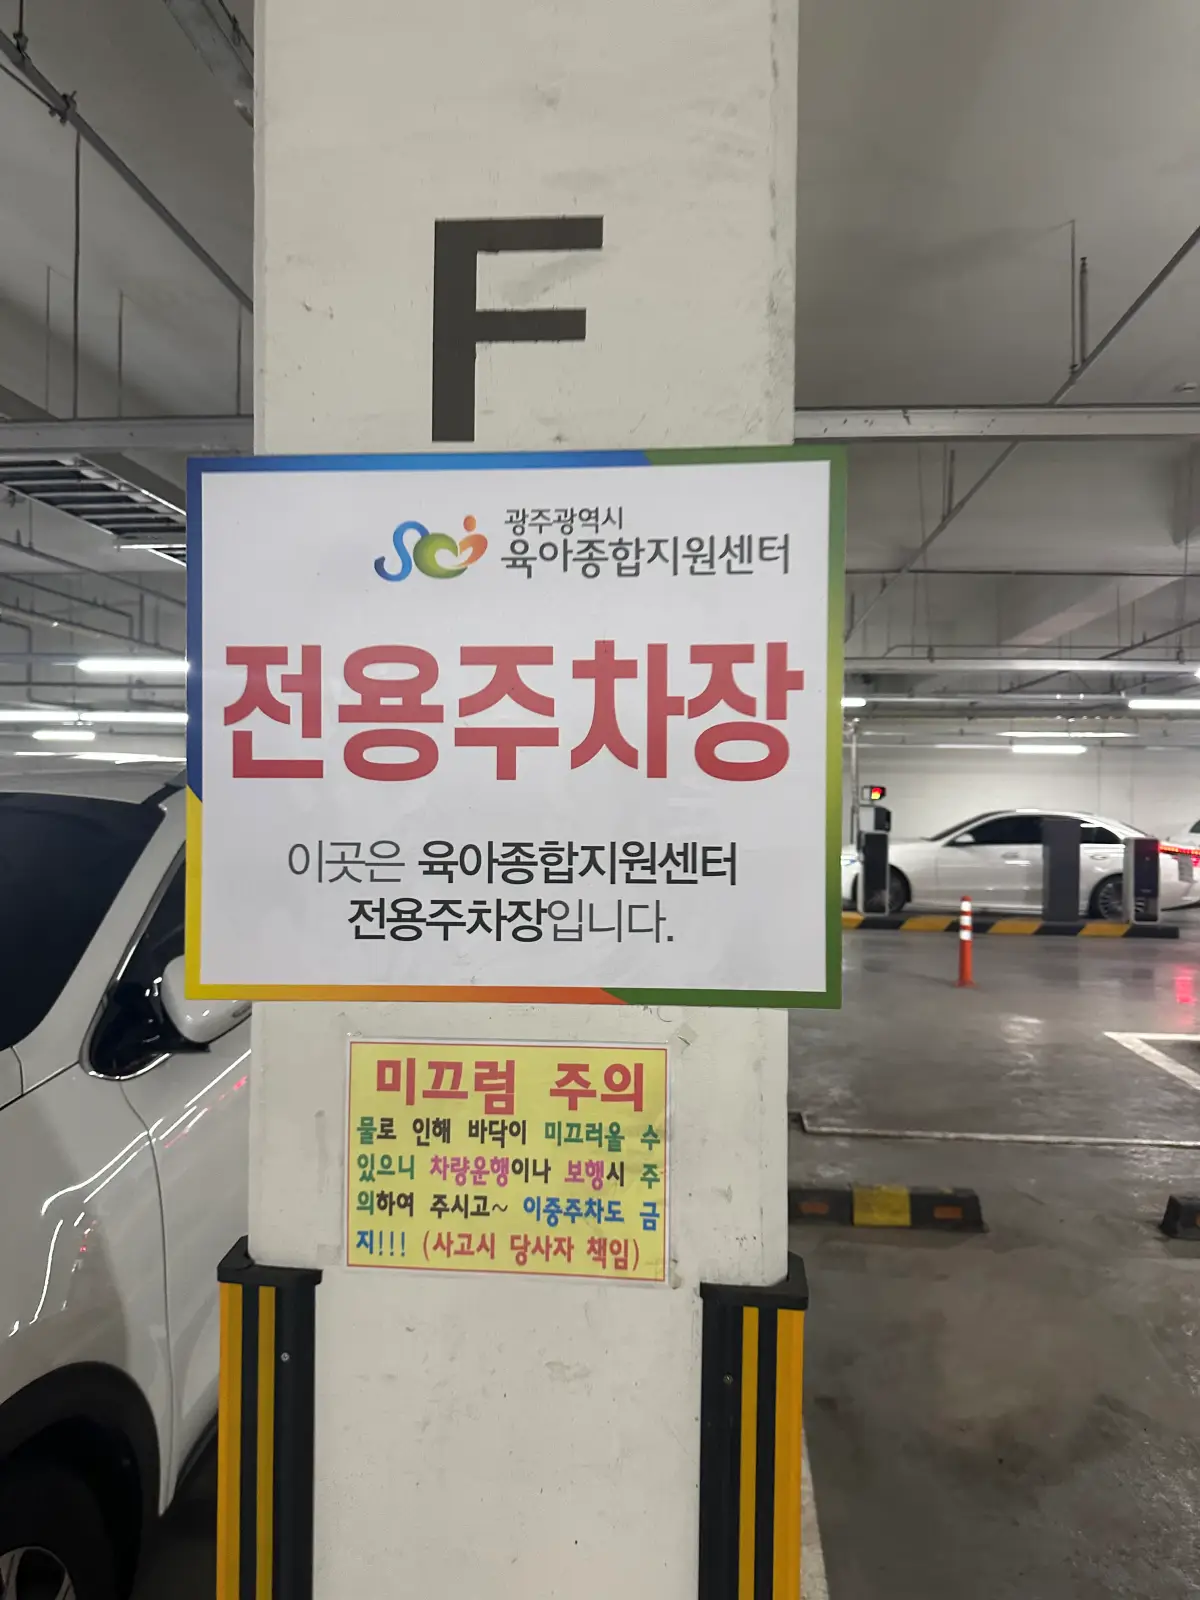 F
광주광역시
육아종합지원센터
전용주차장
이곳은 육아종합지원센터
전용주차장입니다.
미끄럼 주의
물로 인해 바닥이 미끄러울 수
있으니 차량운행이나 보행시 주
의하여 주시고~ 이중주차도 금
지!!! (사고시 당사자 책임)